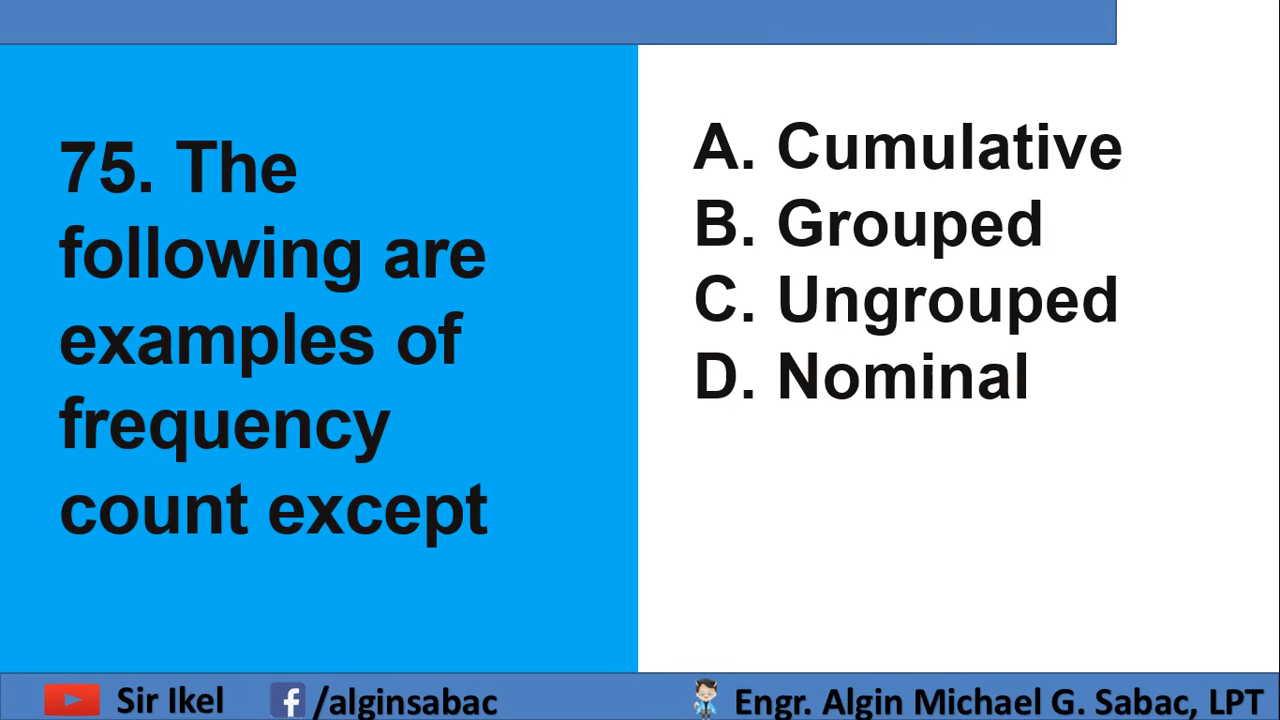 75. The
following are
examples of
frequency
count except
A. Cumulative
B. Grouped
C. Ungrouped
D. Nominal
Sir Ikel
/alginsabac
Engr. Algin Michael G. Sabac, LPT